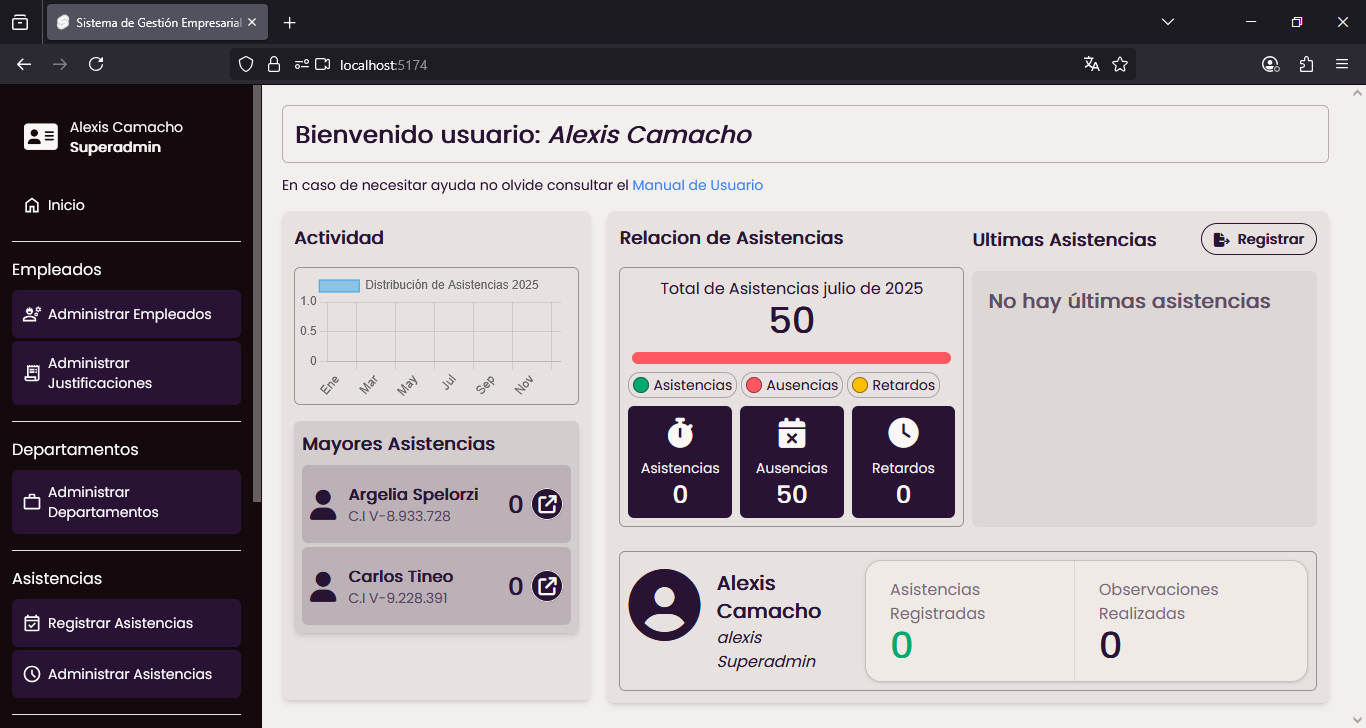 Sistema de Gestión Empresarial
localhost:5174
Alexis Camacho
Superadmin
Inicio
Empleados
Administrar Empleados
Administrar
Justificaciones
Departamentos
Administrar
Departamentos
Asistencias
Registrar Asistencias
Administrar Asistencias
Bienvenido usuario: Alexis Camacho
En caso de necesitar ayuda no olvide consultar el Manual de Usuario
Actividad
Distribución de Asistencias 2025
1.0
0.5
0
Ene
Mar
May
Jul
Sep
Nov
Mayores Asistencias
Argelia Spelorzi
C.I V-8.933.728
0
Carlos Tineo
C.I V-9.228.391
0
Relacion de Asistencias
Total de Asistencias julio de 2025
50
Asistencias
Ausencias
Retardos
Asistencias
0
Ausencias
50
Retardos
0
Ultimas Asistencias
Registrar
No hay últimas asistencias
Alexis
Camacho
alexis
Superadmin
Asistencias
Registradas
0
Observaciones
Realizadas
0